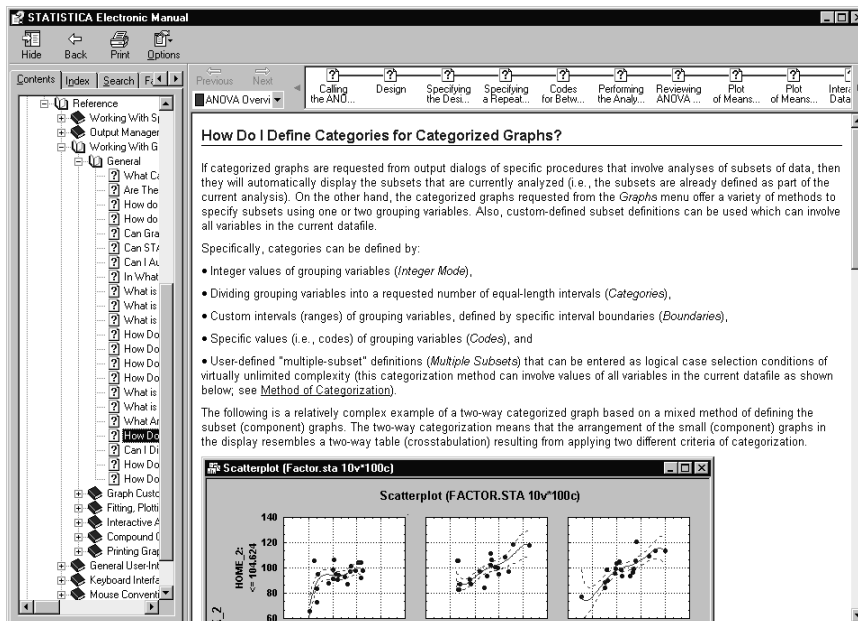 STATISTICA Electronic Manual
Hide Back Print Options
Contents Index Search
Previous Next
ANOVA Overvi
Calling the ANO...
Design
Specifying the Desi...
Specifying a Repeat...
Codes for Betw...
Performing the Analy...
Reviewing ANOVA ...
Plot of Means...
Plot of Means...
Intera
Data
Reference
Working With Sp
Output Manager
Working With G
General
What Ca
Are The
How do
How do
Can Gra
Can STA
Can I Au
In What
What is
What is
What is
How Do
How Do
How Do
How Do
What is
What is
What Ar
How Do
Can I Di
How Do
How Do
Graph Custo
Fitting, Plotti
Interactive A
Compound G
Printing Grap
General User-Int
Keyboard Interfa
Mouse Conventi
How Do I Define Categories for Categorized Graphs?
If categorized graphs are requested from output dialogs of specific procedures that involve analyses of subsets of data, then
they will automatically display the subsets that are currently analyzed (i.e., the subsets are already defined as part of the
current analysis). On the other hand, the categorized graphs requested from the Graphs menu offer a variety of methods to
specify subsets using one or two grouping variables. Also, custom-defined subset definitions can be used which can involve
all variables in the current datafile.
Specifically, categories can be defined by:
• Integer values of grouping variables (Integer Mode),
• Dividing grouping variables into a requested number of equal-length intervals (Categories),
• Custom intervals (ranges) of grouping variables, defined by specific interval boundaries (Boundaries),
• Specific values (i.e., codes) of grouping variables (Codes), and
• User-defined "multiple-subset" definitions (Multiple Subsets) that can be entered as logical case selection conditions of
virtually unlimited complexity (this categorization method can involve values of all variables in the current datafile as shown
below; see Method of Categorization).
The following is a relatively complex example of a two-way categorized graph based on a mixed method of defining the
subset (component) graphs. The two-way categorization means that the arrangement of the small (component) graphs in
the display resembles a two-way table (crosstabulation) resulting from applying two different criteria of categorization.
Scatterplot (Factor.sta 10v*100c)
Scatterplot (FACTOR.STA 10v*100c)
HOME_2:
<= 104.624
140
120
100
80
60